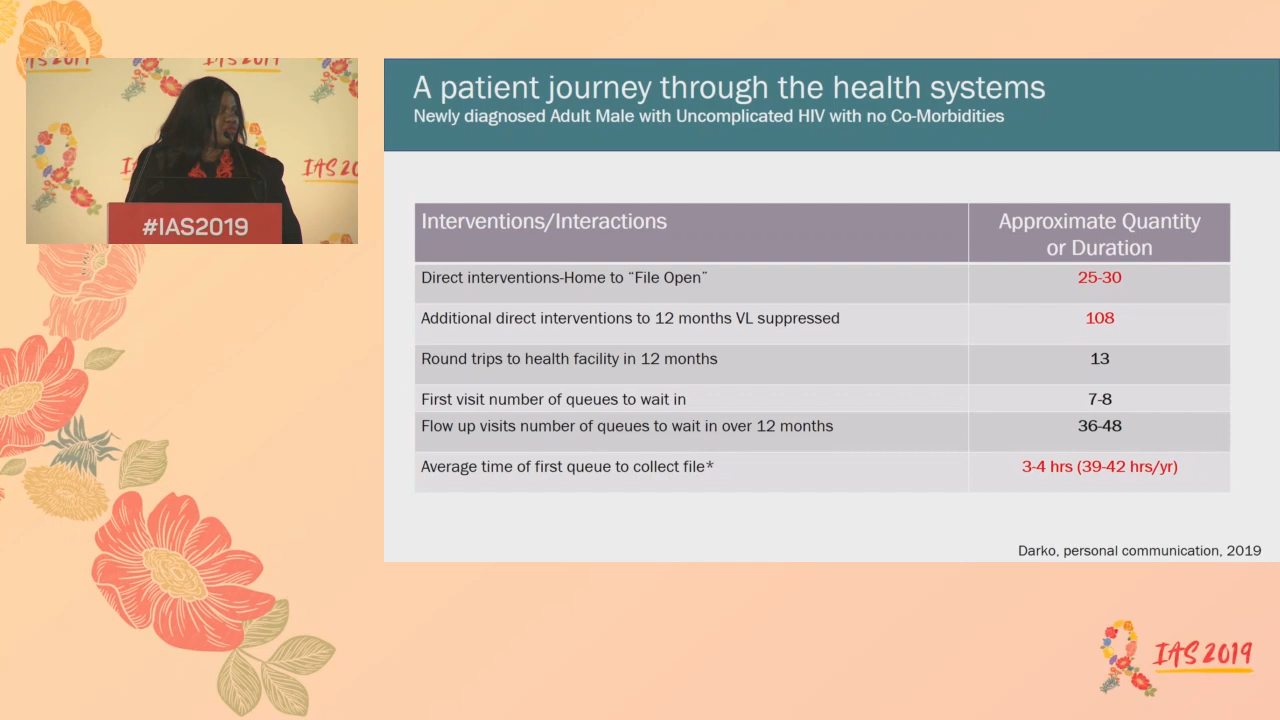 A patient journey through the health systems
Newly diagnosed Adult Male with Uncomplicated HIV with no Co-Morbidities
IAS 2019
#IAS2019
Interventions/Interactions
Approximate Quantity
or Duration
Direct interventions-Home to “File Open”
25-30
Additional direct interventions to 12 months VL suppressed
108
Round trips to health facility in 12 months
13
First visit number of queues to wait in
7-8
Flow up visits number of queues to wait in over 12 months
36-48
Average time of first queue to collect file*
3-4 hrs (39-42 hrs/yr)
Darko, personal communication, 2019
IAS 2019